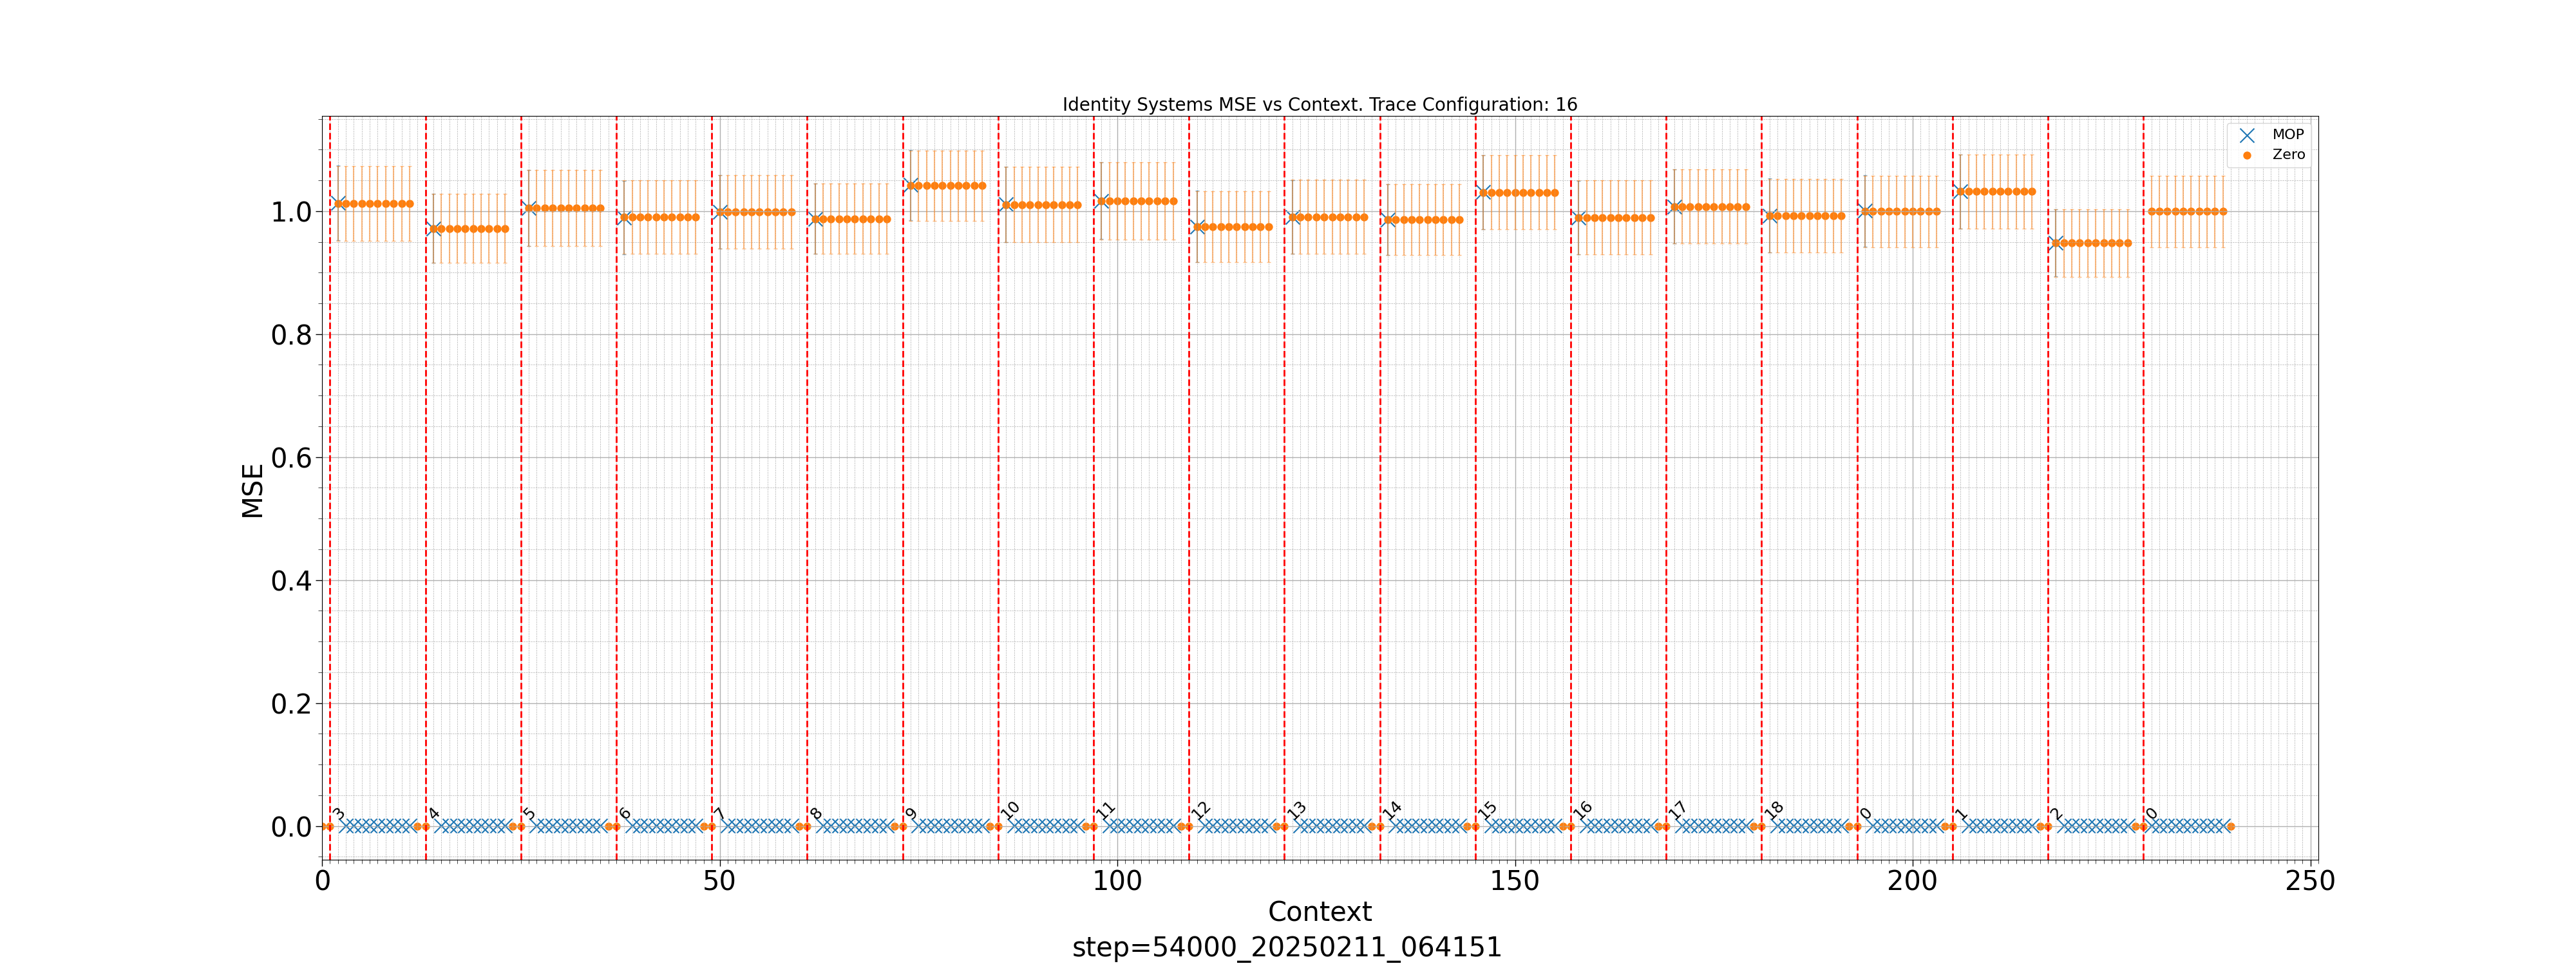 Identity Systems MSE vs Context. Trace Configuration: 16
MOP
Zero
1.0
0.8
0.6
0.4
0.2
0.0
MSE
3 4 5 6 7 8 9 10 11 12 13 14 15 16 17 18 0 1 2 0
0 50 100 150 200 250
Context
step=54000_20250211_064151